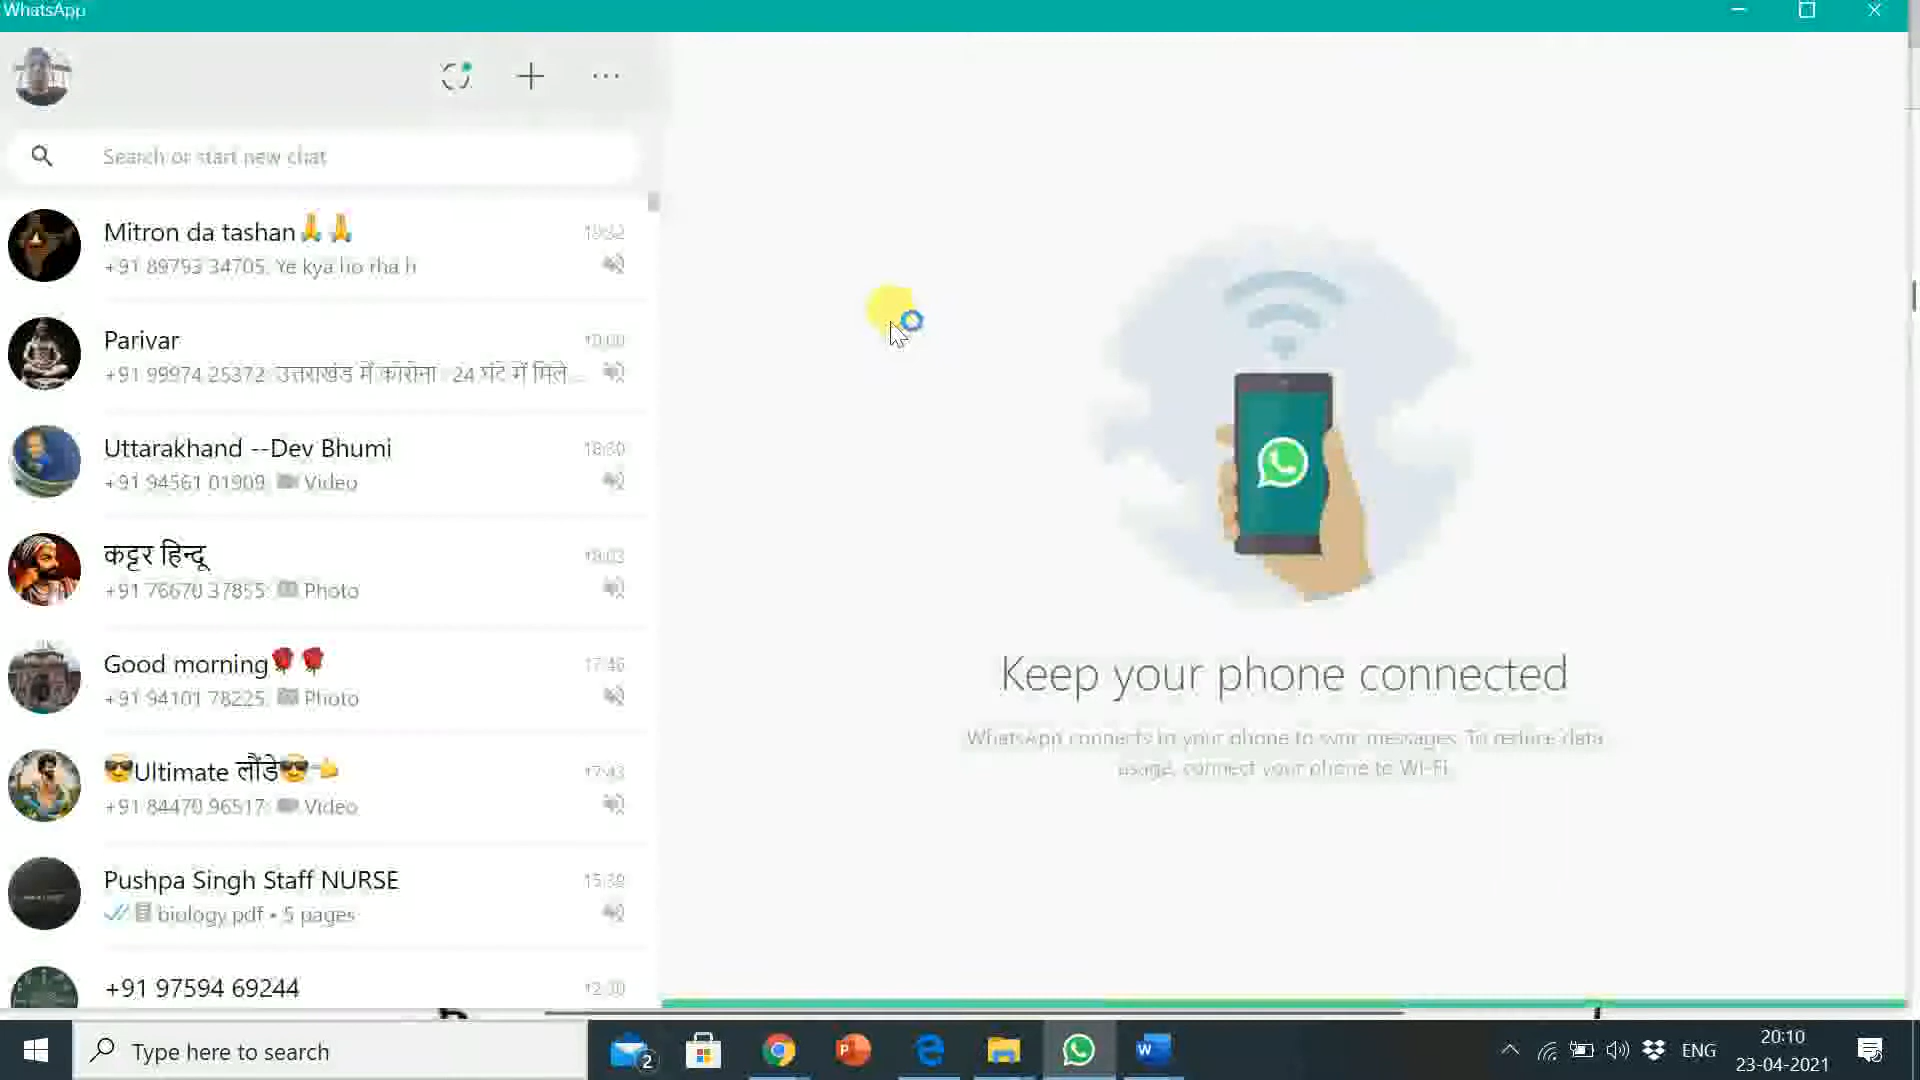 WhatsApp
Search or start new chat
Mitron da tashan🙏🙏
+91 89793 34705: Ye kya ho rha h
Parivar
+91 99974 25372: उत्तराखंड में कोरोना : 24 घंटे में मिले...
Uttarakhand --Dev Bhumi
18:30
+91 94561 01909: Video
कट्टर हिन्दू
18:03
+91 76670 37855: Photo
Good morning🌹🌹
17:46
+91 94101 78225: Photo
😎Ultimate लौंडे😎👈
17:43
+91 84470 96517: Video
Pushpa Singh Staff NURSE
biology.pdf • 5 pages
+91 97594 69244
Keep your phone connected
WhatsApp connects to your phone to sync messages. To reduce data
usage, connect your phone to Wi-Fi.
Type here to search
2
ENG
20:10
23-04-2021